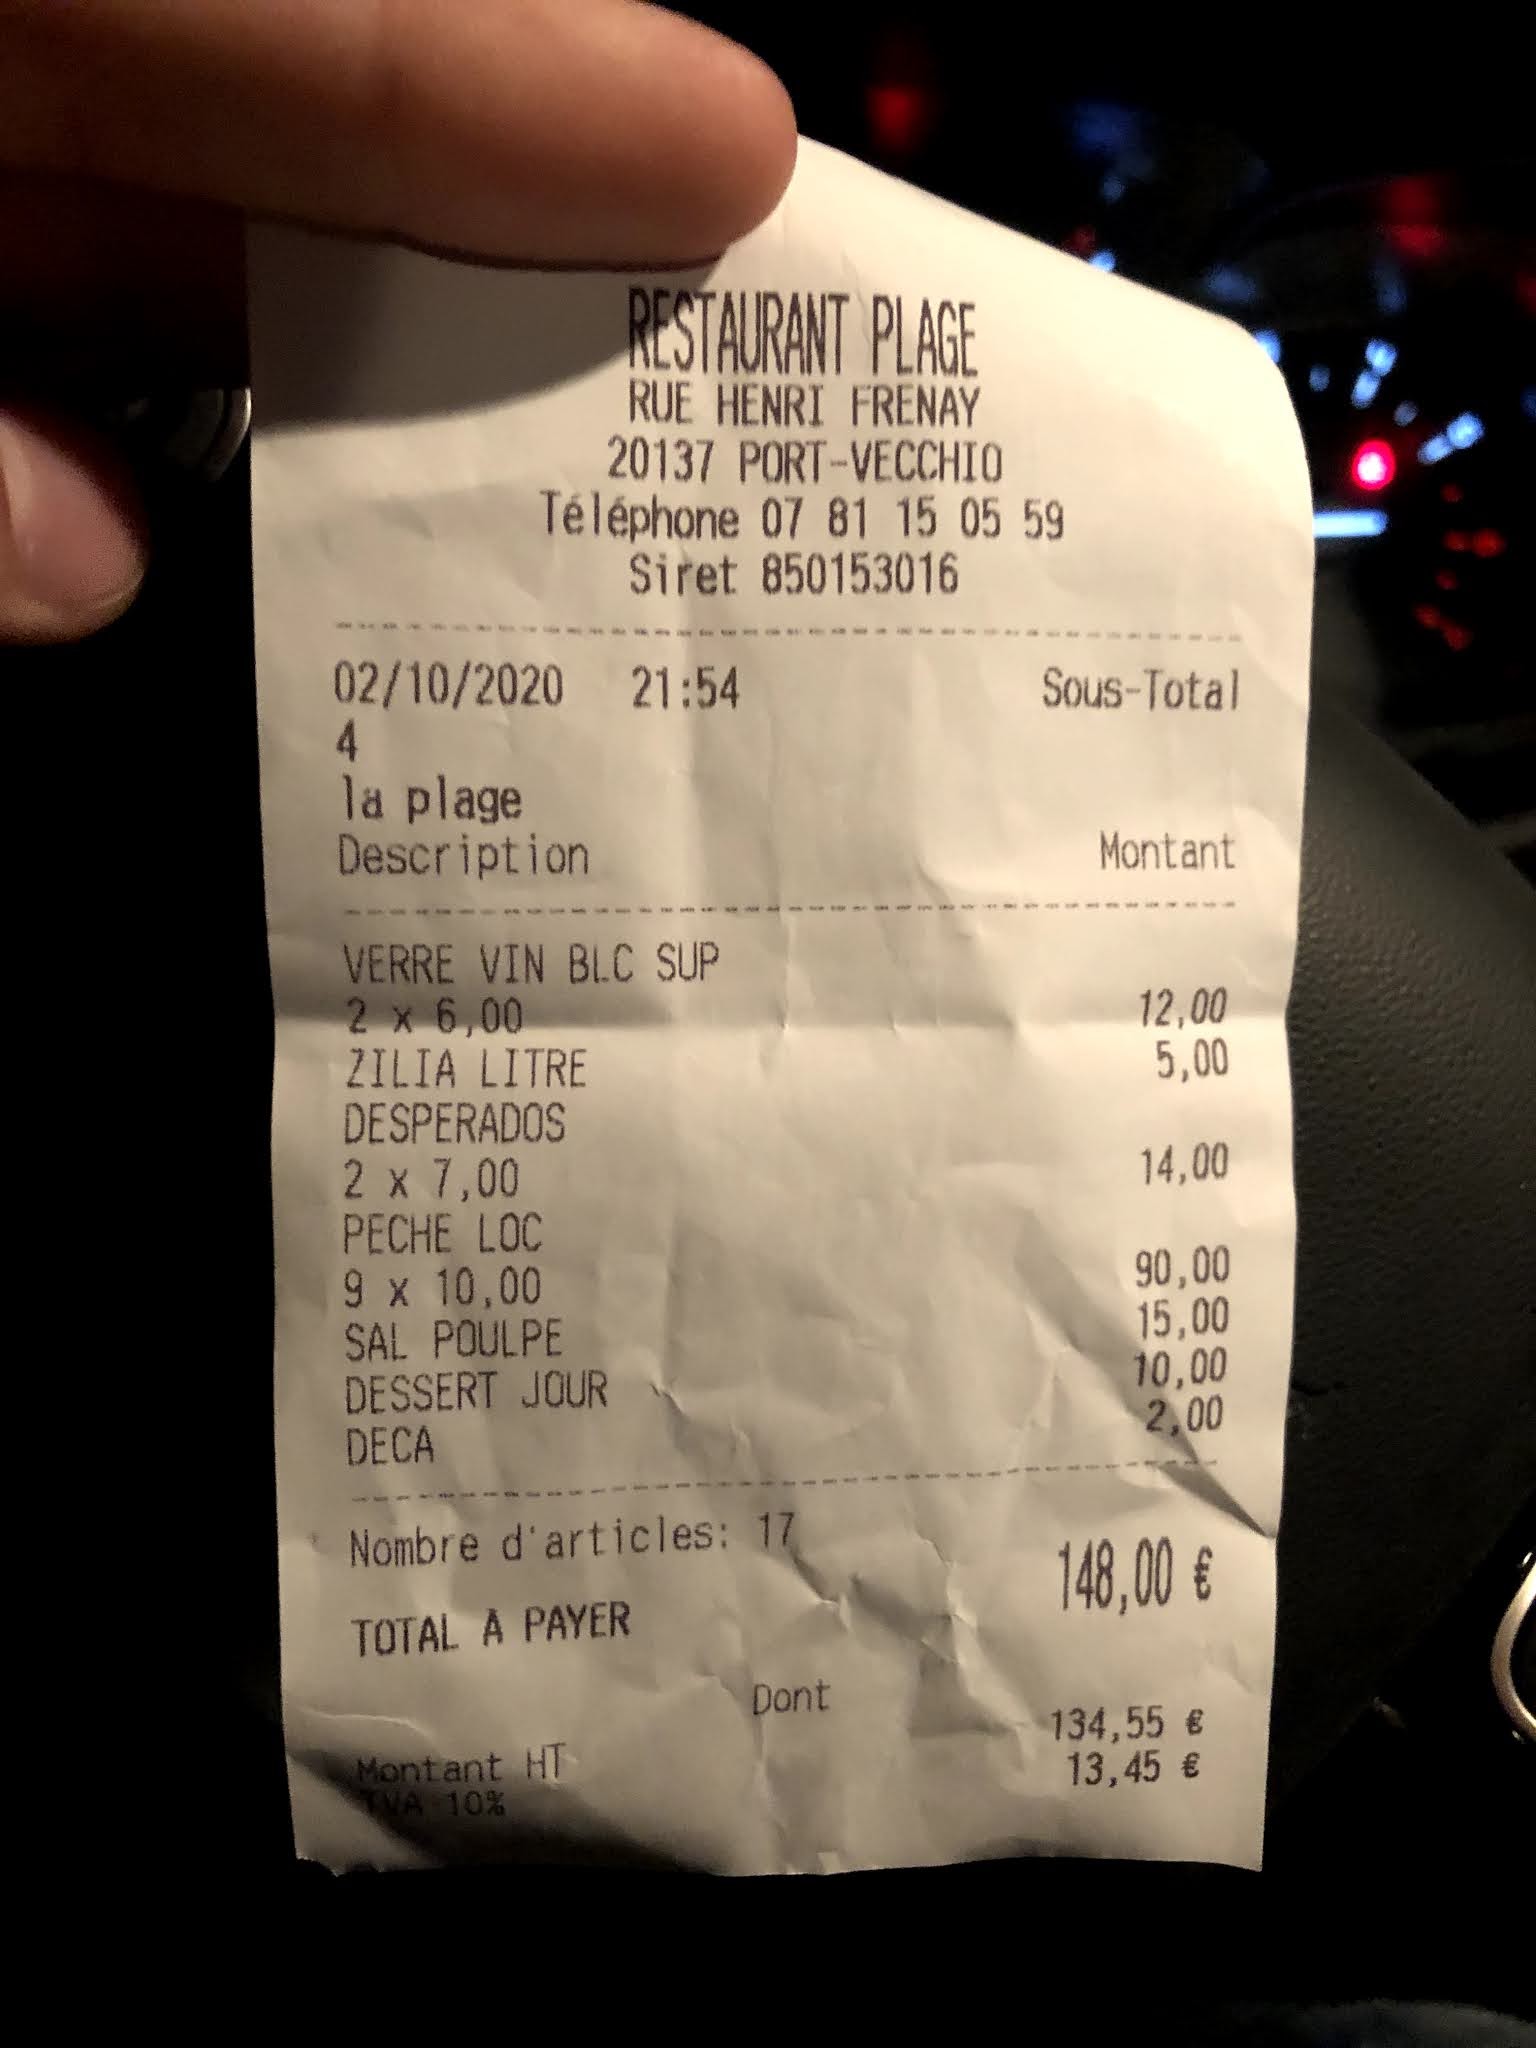 RESTAURANT PLAGE
RUE HENRI FRENAY
20137 PORT-VECCHIO
Téléphone 07 81 15 05 59
Siret 850153016
02/10/2020 21:54 Sous-Total
4
la plage
Description Montant
VERRE VIN BLC SUP
2 x 6,00 12,00
ZILIA LITRE 5,00
DESPERADOS
2 x 7,00 14,00
PECHE LOC
9 x 10,00 90,00
SAL POULPE 15,00
DESSERT JOUR 10,00
DECA 2,00
Nombre d'articles: 17
TOTAL A PAYER 148,00 €
Dont
Montant HT 134,55 €
TVA 10% 13,45 €